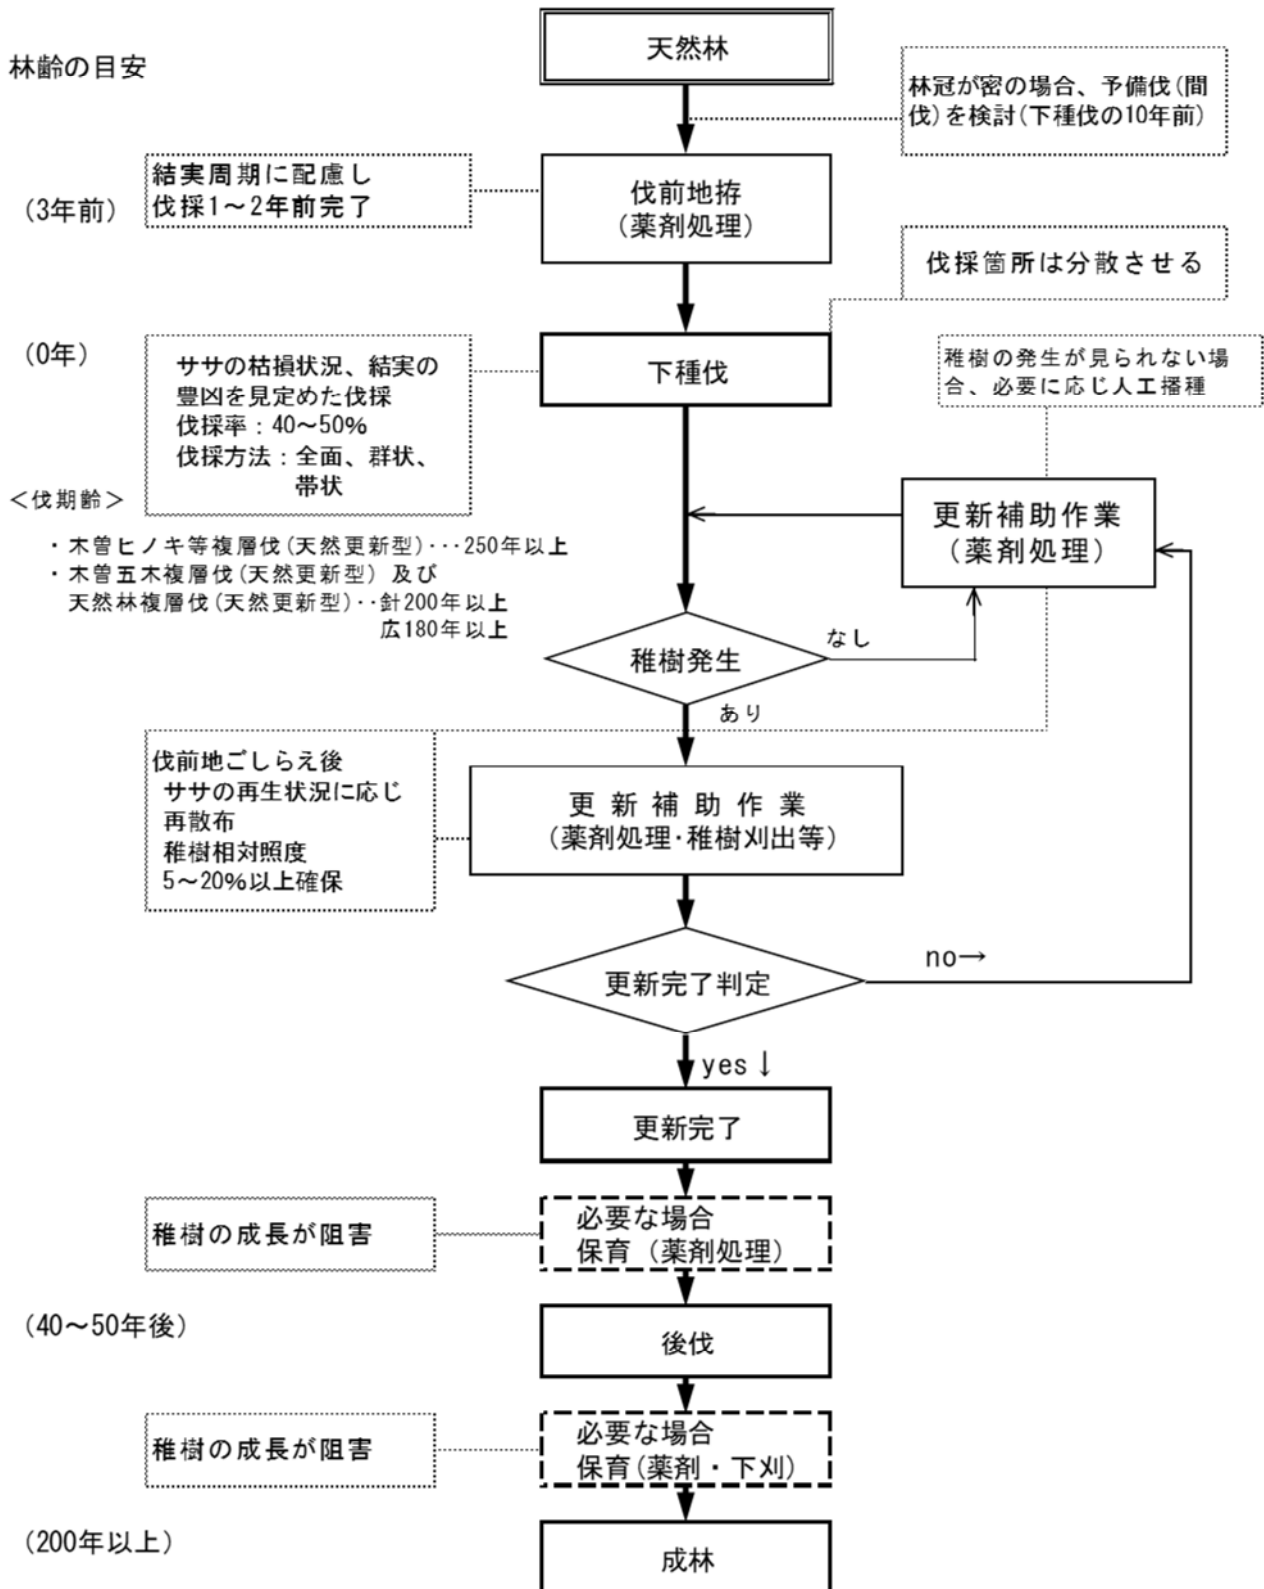 天然林
林齢の目安
林冠が密の場合、予備伐(間
伐)を検討(下種伐の10年前)
結実周期に配慮し
伐採1～2年前完了
(3年前)
伐前地拵
(薬剤処理)
伐採箇所は分散させる
(0年)
ササの枯損状況、結実の
豊凶を見定めた伐採
伐採率：40～50%
伐採方法：全面、群状、
帯状
下種伐
稚樹の発生が見られない場
合、必要に応じ人工播種
＜伐期齢＞
・木曽ヒノキ等複層伐(天然更新型)･･･250年以上
・木曽五木複層伐(天然更新型) 及び
天然林複層伐(天然更新型)･･針200年以上
広180年以上
更新補助作業
(薬剤処理)
稚樹発生
なし
あり
伐前地ごしらえ後
ササの再生状況に応じ
再散布
稚樹相対照度
5～20%以上確保
更新補助作業
(薬剤処理･稚樹刈出等)
更新完了判定
no→
yes↓
更新完了
稚樹の成長が阻害
必要な場合
保育 (薬剤処理)
(40～50年後)
後伐
稚樹の成長が阻害
必要な場合
保育(薬剤・下刈)
(200年以上)
成林